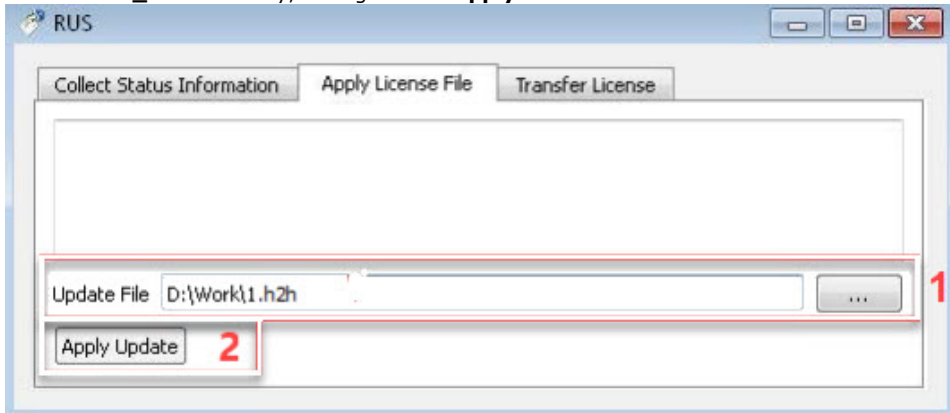 RUS
Collect Status Information Apply License File Transfer License
Update File D:\Work\1.h2h ... 1
Apply Update 2